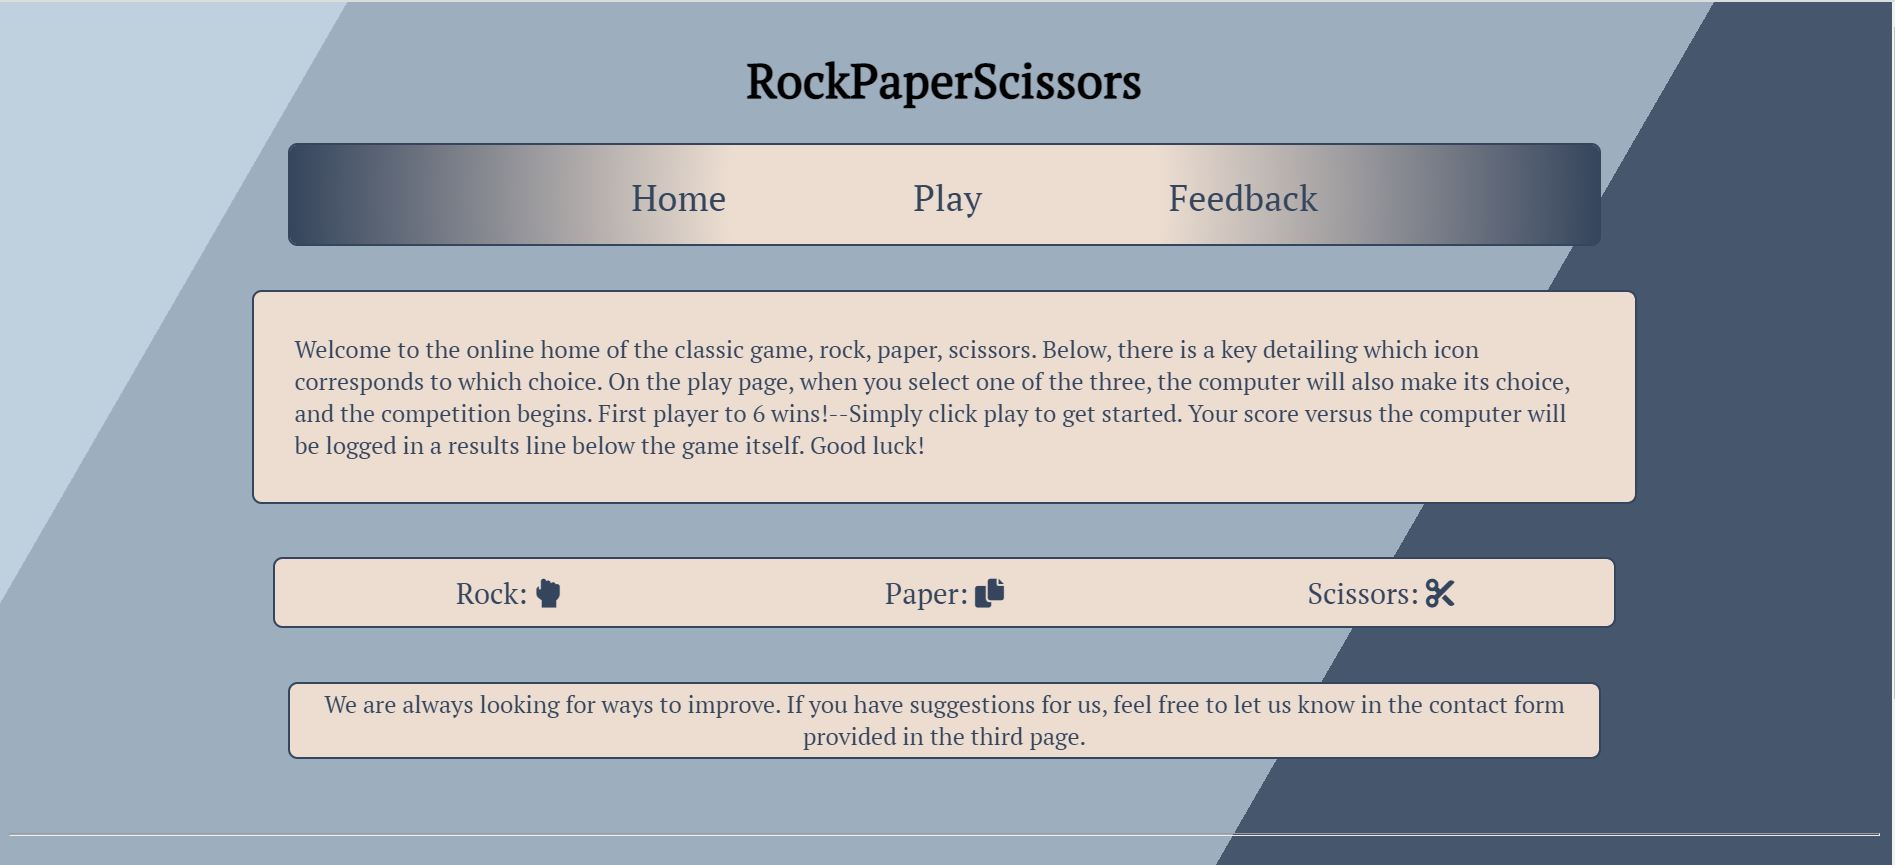 RockPaperScissors
Home Play Feedback
Welcome to the online home of the classic game, rock, paper, scissors. Below, there is a key detailing which icon
corresponds to which choice. On the play page, when you select one of the three, the computer will also make its choice,
and the competition begins. First player to 6 wins!--Simply click play to get started. Your score versus the computer will
be logged in a results line below the game itself. Good luck!
Rock: Paper: Scissors:
We are always looking for ways to improve. If you have suggestions for us, feel free to let us know in the contact form
provided in the third page.